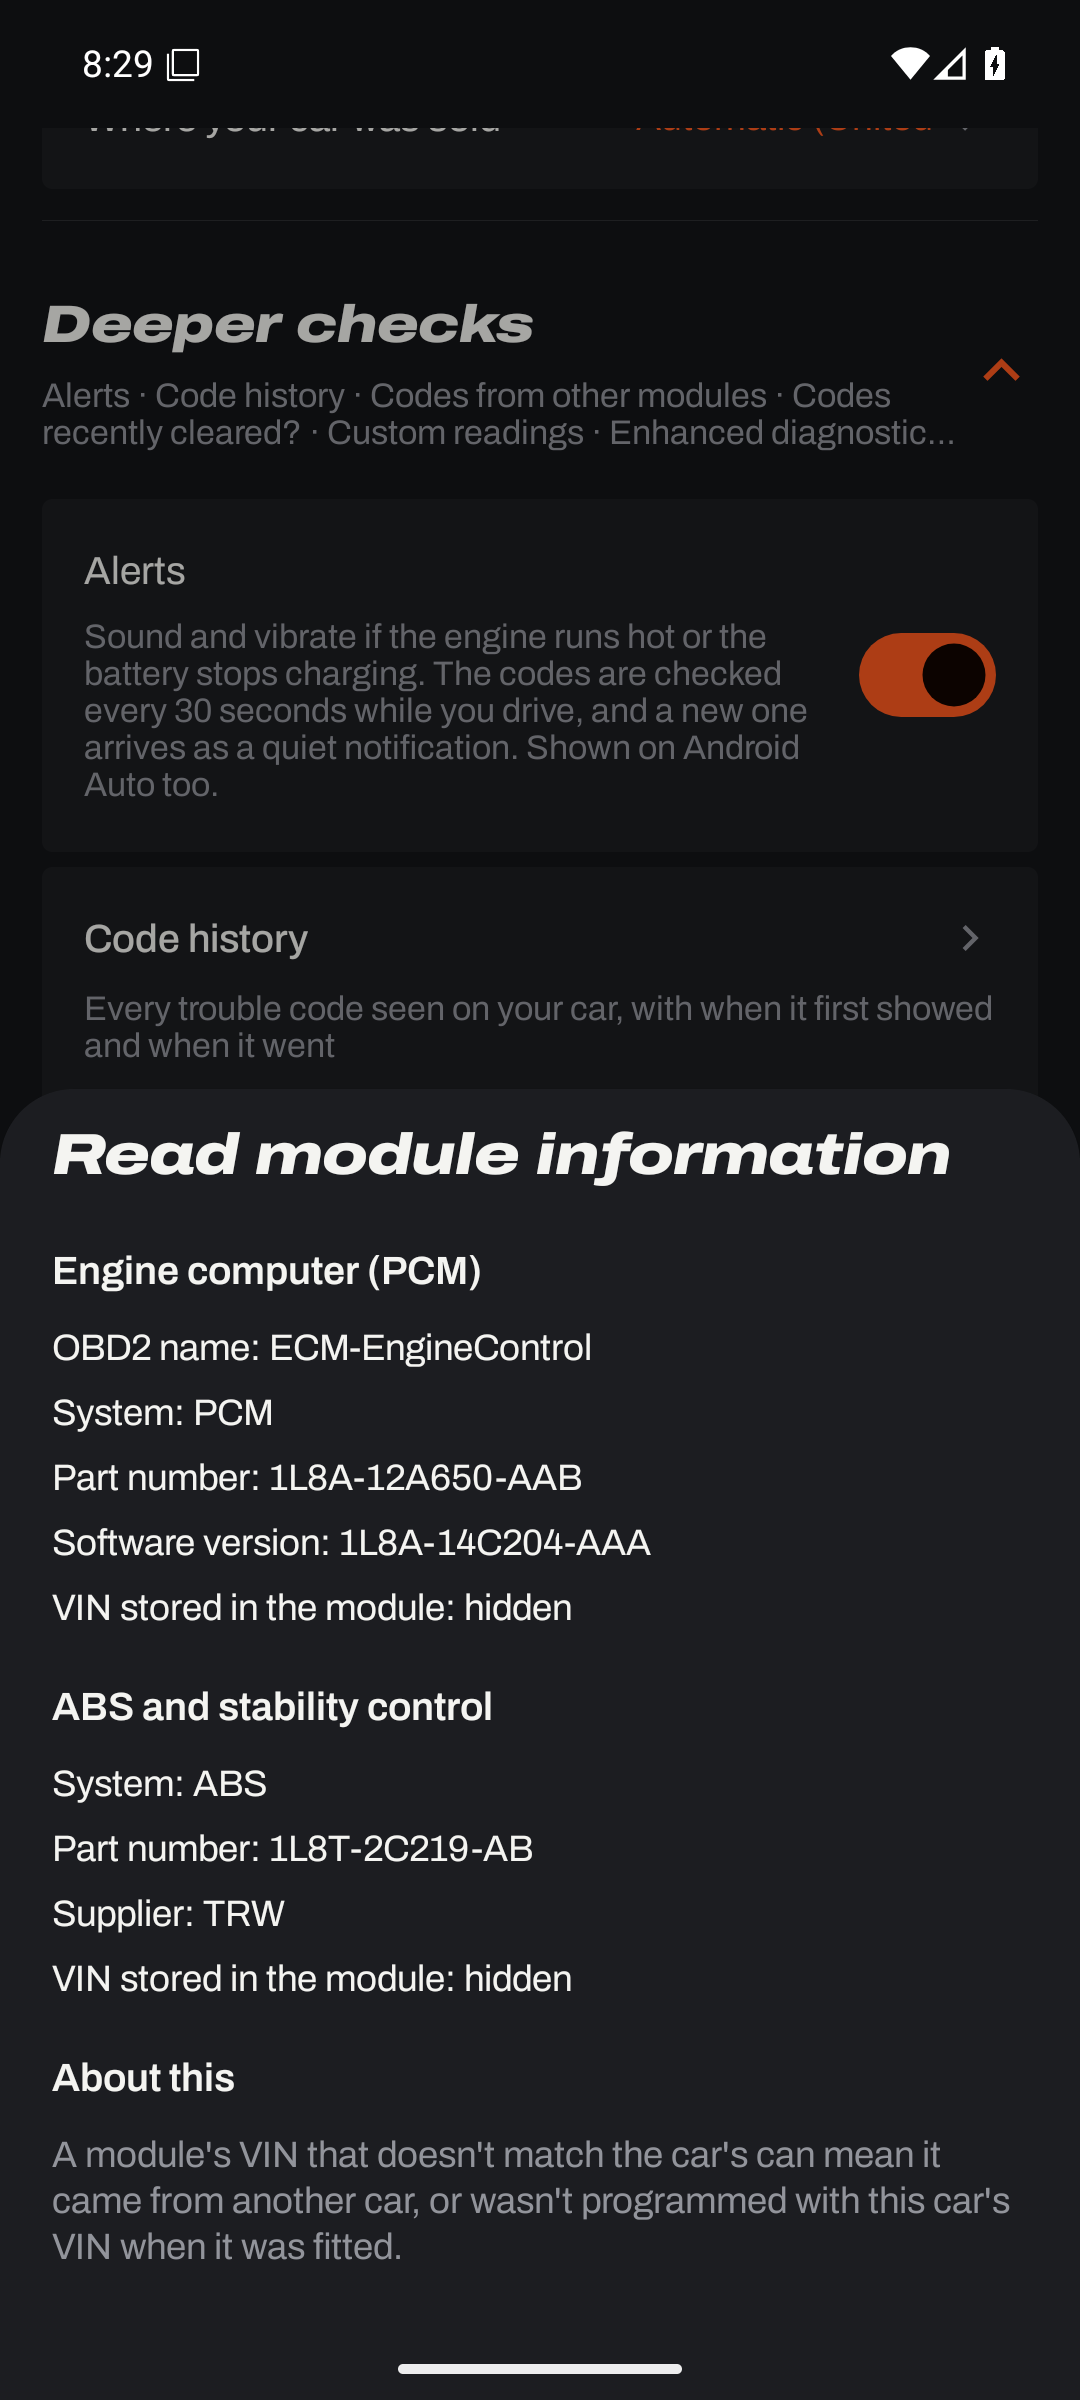 8:29
Deeper checks
Alerts · Code history · Codes from other modules · Codes
recently cleared? · Custom readings · Enhanced diagnostic...
Alerts
Sound and vibrate if the engine runs hot or the
battery stops charging. The codes are checked
every 30 seconds while you drive, and a new one
arrives as a quiet notification. Shown on Android
Auto too.
Code history
Every trouble code seen on your car, with when it first showed
and when it went
Read module information
Engine computer (PCM)
OBD2 name: ECM-EngineControl
System: PCM
Part number: 1L8A-12A650-AAB
Software version: 1L8A-14C204-AAA
VIN stored in the module: hidden
ABS and stability control
System: ABS
Part number: 1L8T-2C219-AB
Supplier: TRW
VIN stored in the module: hidden
About this
A module's VIN that doesn't match the car's can mean it
came from another car, or wasn't programmed with this car's
VIN when it was fitted.